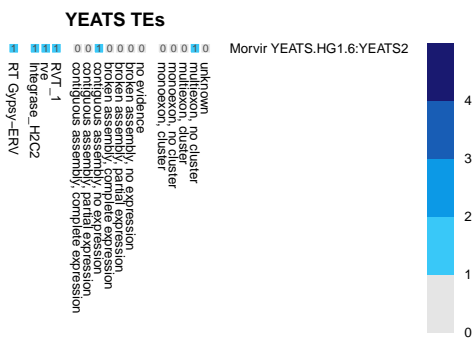 YEATS TEs
1 1 1 1 0 0 1 0 0 0 0 0 0 0 1 0 Morvir YEATS.HG1.6:YEATS2
RT Gypsy−ERV
Integrase_H2C2
rve
RVT_1
contiguous assembly, complete expression
contiguous assembly, partial expression
contiguous assembly, no expression
broken assembly, complete expression
broken assembly, partial expression
broken assembly, no expression
no evidence
monoexon, cluster
monoexon, no cluster
multiexon, cluster
multiexon, no cluster
unknown
4
3
2
1
0